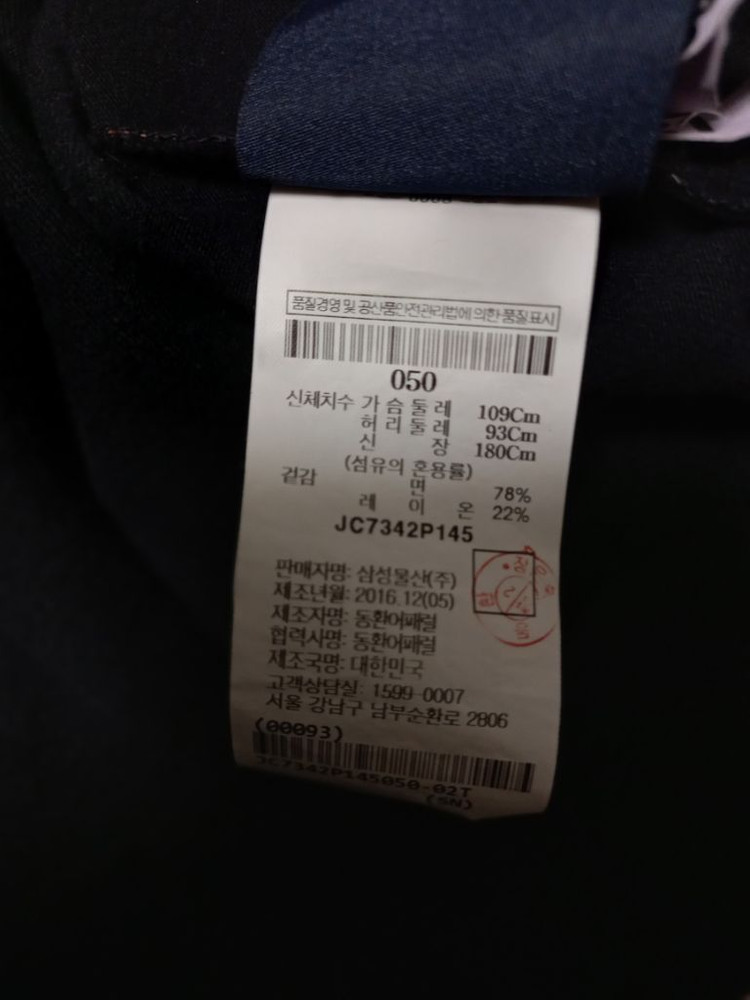 품질경영 및 공산품안전관리법에 의한 품질표시
050
신체치수 가슴둘레 109Cm
허리둘레 93Cm
신장 180Cm
(섬유의 혼용률)
겉감 면 78%
레이온 22%
JC7342P145
판매자명: 삼성물산(주)
제조년월: 2016.12(05)
제조자명: 동환어패럴
협력사명: 동환어패럴
제조국명: 대한민국
고객상담실: 1599-0007
서울 강남구 남부순환로 2806
(00093)
JC7342P145050-02T
(SN)